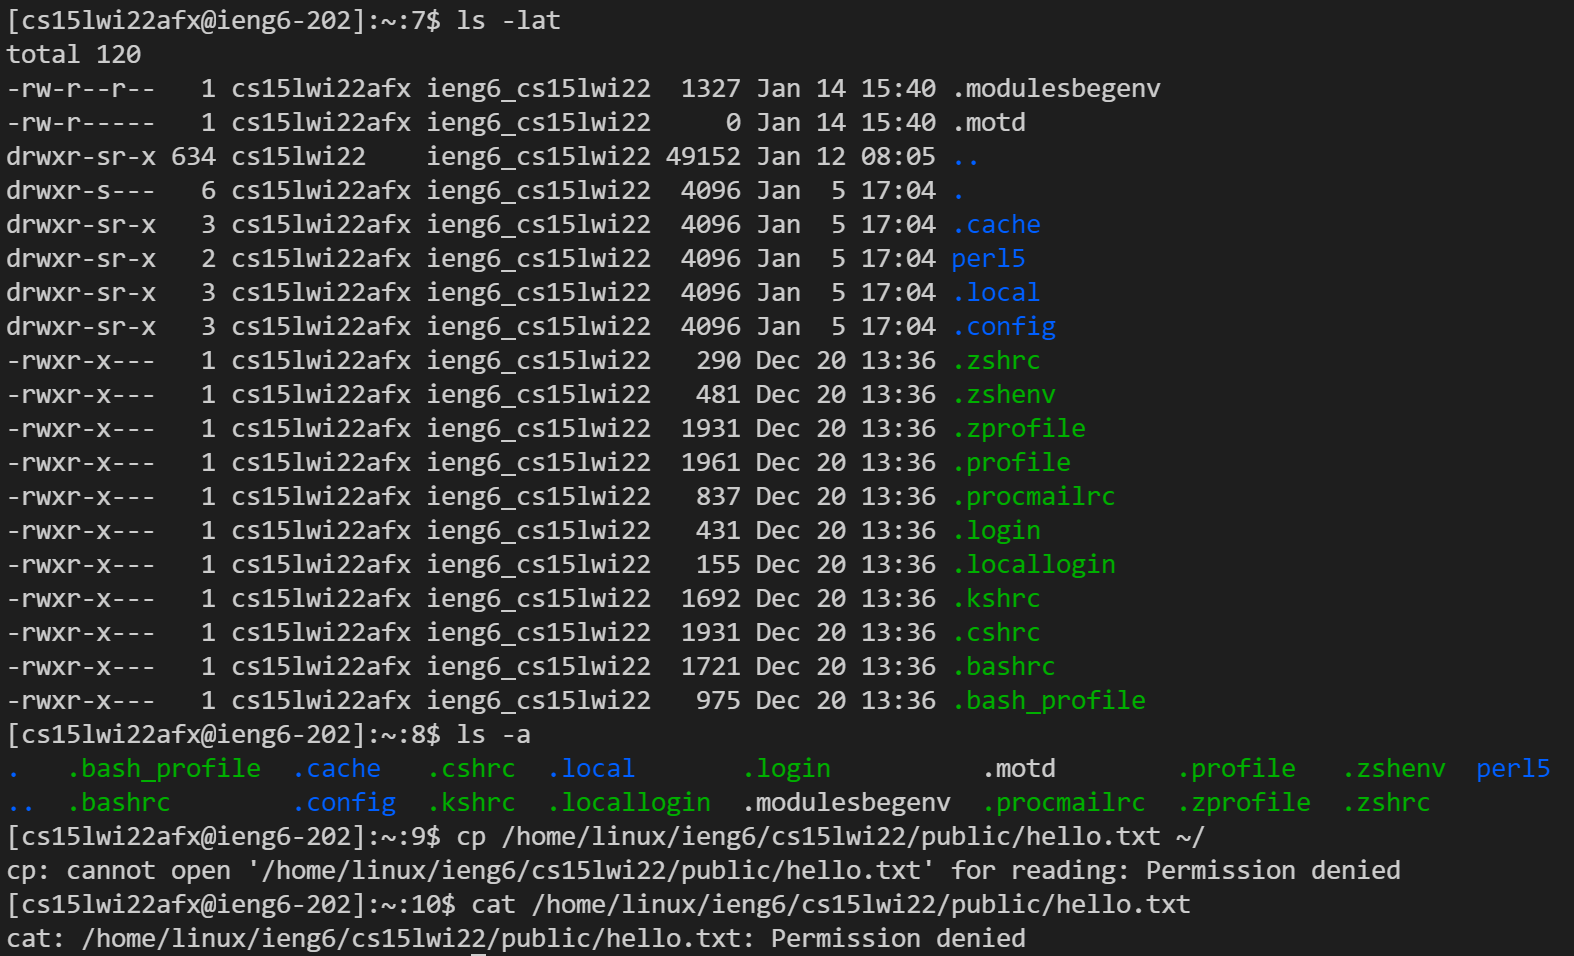 [cs15lwi22afx@ieng6-202]:~:7$ ls -lat
total 120
-rw-r--r--   1 cs15lwi22afx ieng6_cs15lwi22  1327 Jan 14 15:40 .modulesbegenv
-rw-r-----   1 cs15lwi22afx ieng6_cs15lwi22     0 Jan 14 15:40 .motd
drwxr-sr-x 634 cs15lwi22    ieng6_cs15lwi22 49152 Jan 12 08:05 ..
drwxr-s---   6 cs15lwi22afx ieng6_cs15lwi22  4096 Jan  5 17:04 .
drwxr-sr-x   3 cs15lwi22afx ieng6_cs15lwi22  4096 Jan  5 17:04 .cache
drwxr-sr-x   2 cs15lwi22afx ieng6_cs15lwi22  4096 Jan  5 17:04 perl5
drwxr-sr-x   3 cs15lwi22afx ieng6_cs15lwi22  4096 Jan  5 17:04 .local
drwxr-sr-x   3 cs15lwi22afx ieng6_cs15lwi22  4096 Jan  5 17:04 .config
-rwxr-x---   1 cs15lwi22afx ieng6_cs15lwi22   290 Dec 20 13:36 .zshrc
-rwxr-x---   1 cs15lwi22afx ieng6_cs15lwi22   481 Dec 20 13:36 .zshenv
-rwxr-x---   1 cs15lwi22afx ieng6_cs15lwi22  1931 Dec 20 13:36 .zprofile
-rwxr-x---   1 cs15lwi22afx ieng6_cs15lwi22  1961 Dec 20 13:36 .profile
-rwxr-x---   1 cs15lwi22afx ieng6_cs15lwi22   837 Dec 20 13:36 .procmailrc
-rwxr-x---   1 cs15lwi22afx ieng6_cs15lwi22   431 Dec 20 13:36 .login
-rwxr-x---   1 cs15lwi22afx ieng6_cs15lwi22   155 Dec 20 13:36 .locallogin
-rwxr-x---   1 cs15lwi22afx ieng6_cs15lwi22  1692 Dec 20 13:36 .kshrc
-rwxr-x---   1 cs15lwi22afx ieng6_cs15lwi22  1931 Dec 20 13:36 .cshrc
-rwxr-x---   1 cs15lwi22afx ieng6_cs15lwi22  1721 Dec 20 13:36 .bashrc
-rwxr-x---   1 cs15lwi22afx ieng6_cs15lwi22   975 Dec 20 13:36 .bash_profile
[cs15lwi22afx@ieng6-202]:~:8$ ls -a
.   .bash_profile  .cache   .cshrc  .local       .login          .motd        .profile   .zshenv  perl5
..  .bashrc        .config  .kshrc  .locallogin  .modulesbegenv  .procmailrc  .zprofile  .zshrc
[cs15lwi22afx@ieng6-202]:~:9$ cp /home/linux/ieng6/cs15lwi22/public/hello.txt ~/
cp: cannot open '/home/linux/ieng6/cs15lwi22/public/hello.txt' for reading: Permission denied
[cs15lwi22afx@ieng6-202]:~:10$ cat /home/linux/ieng6/cs15lwi22/public/hello.txt
cat: /home/linux/ieng6/cs15lwi22/public/hello.txt: Permission denied